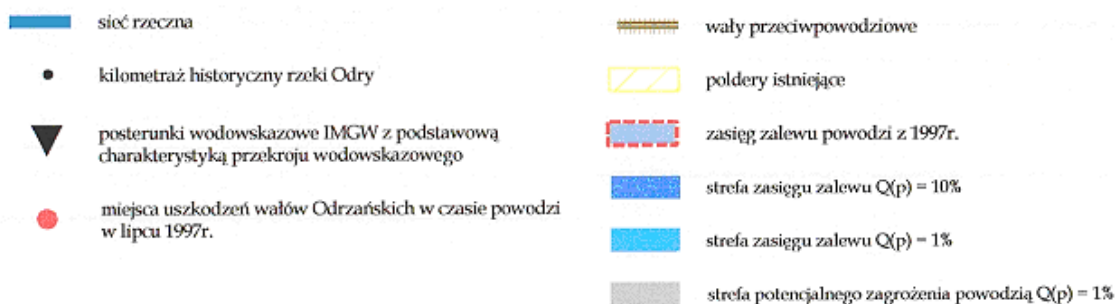 sieć rzeczna
kilometraż historyczny rzeki Odry
posterunki wodowskazowe IMGW z podstawową
charakterystyką przekroju wodowskazowego
miejsca uszkodzeń wałów Odrzańskich w czasie powodzi
w lipcu 1997r.
wały przeciwpowodziowe
poldery istniejące
zasięg zalewu powodzi z 1997r.
strefa zasięgu zalewu Q(p) = 10%
strefa zasięgu zalewu Q(p) = 1%
strefa potencjalnego zagrożenia powodzią Q(p) = 1%